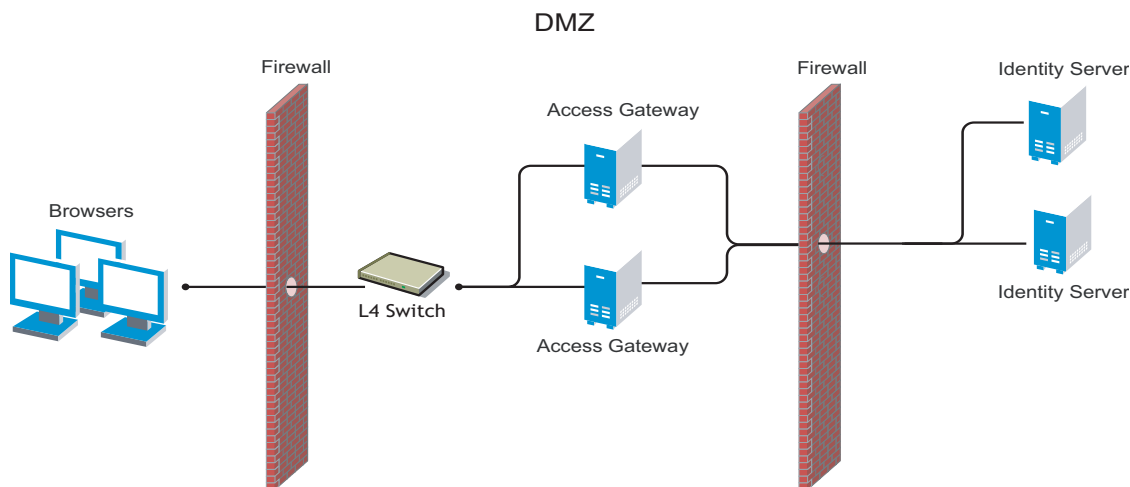 DMZ
Firewall
Firewall
Identity Server
Access Gateway
Browsers
Identity Server
L4 Switch
Access Gateway